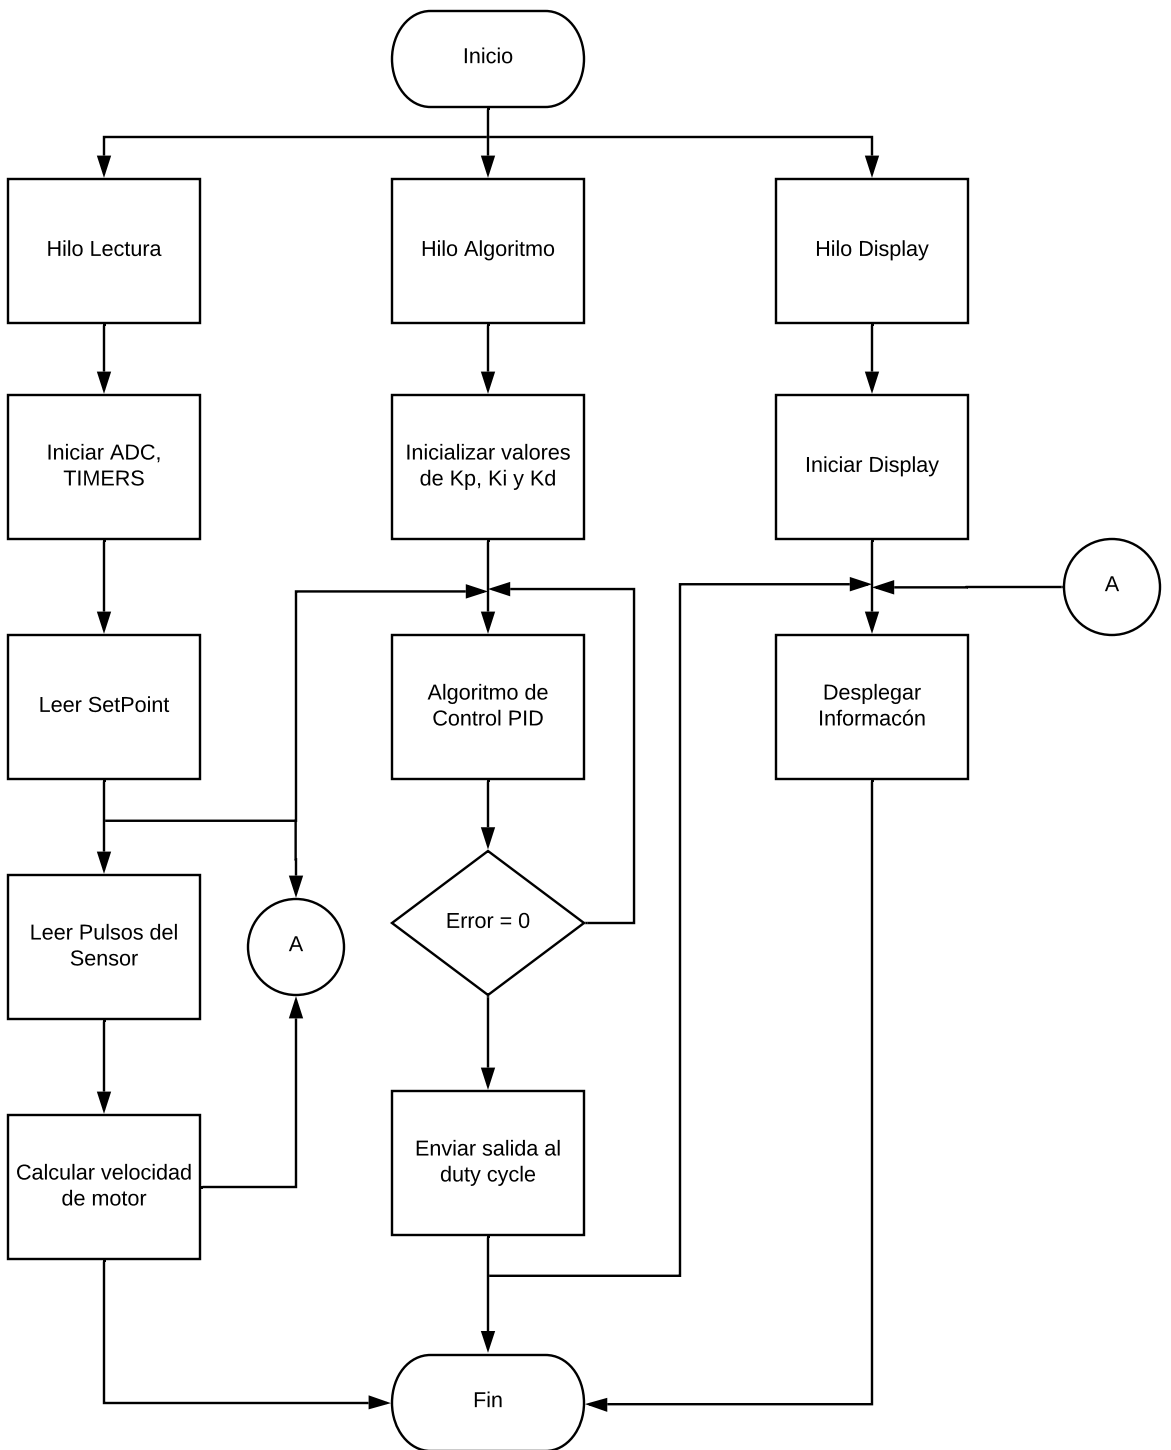 Inicio
Hilo Lectura
Hilo Algoritmo
Hilo Display
Iniciar ADC,
TIMERS
Inicializar valores
de Kp, Ki y Kd
Iniciar Display
A
Leer SetPoint
Algoritmo de
Control PID
Desplegar
Informacón
Leer Pulsos del
Sensor
A
Error = 0
Calcular velocidad
de motor
Enviar salida al
duty cycle
Fin